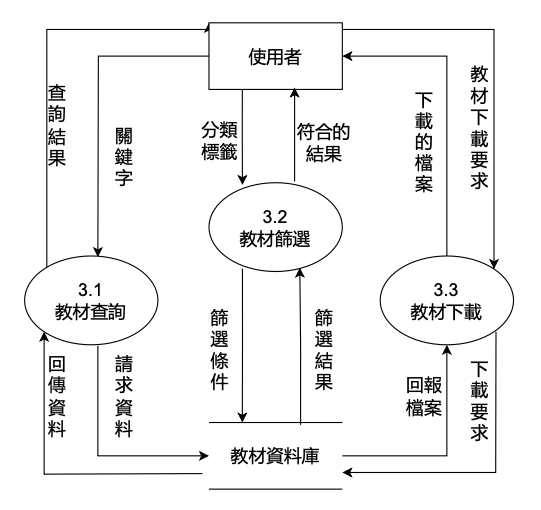 使用者
查詢結果
關鍵字
分類
標籤
符合的
結果
下載的檔案
教材下載要求
3.1
教材查詢
3.2
教材篩選
3.3
教材下載
回傳資料
請求資料
篩選條件
篩選結果
回報
檔案
下載要求
教材資料庫